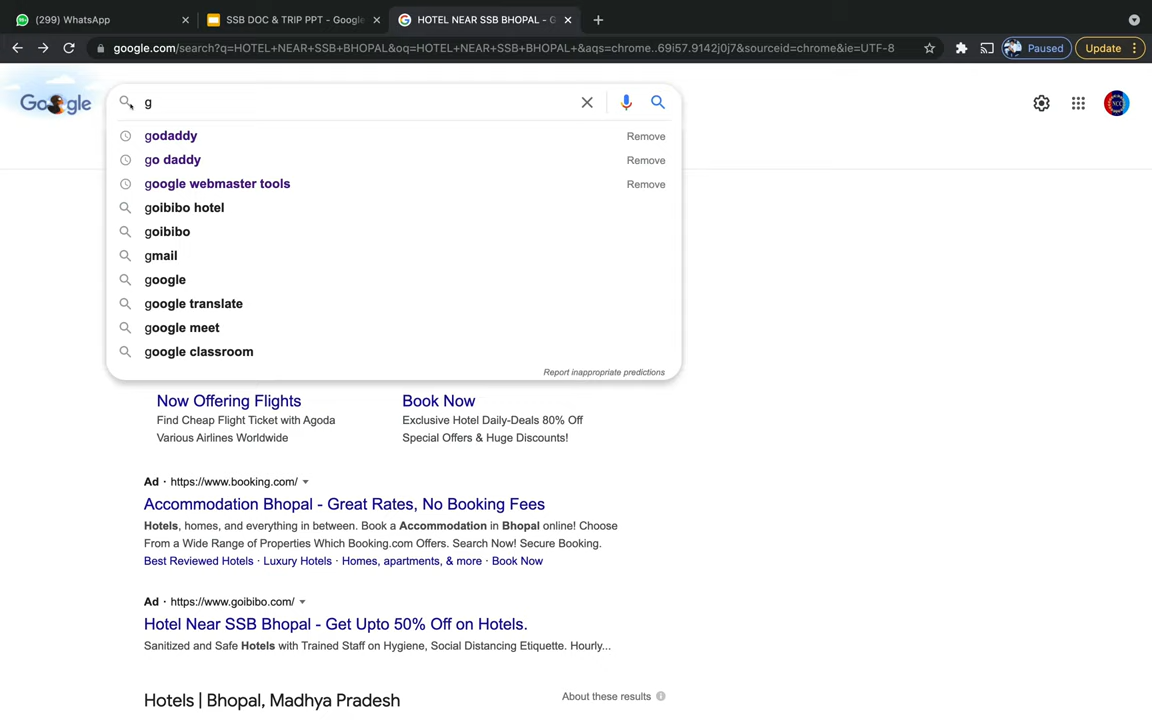 (299) WhatsApp
SSB DOC & TRIP PPT - Google
HOTEL NEAR SSB BHOPAL - G
google.com/search?q=HOTEL+NEAR+SSB+BHOPAL&oq=HOTEL+NEAR+SSB+BHOPAL+&aqs=chrome..69i57.9142j0j7&sourceid=chrome&ie=UTF-8
Paused
Update
Google
g
godaddy
Remove
go daddy
Remove
google webmaster tools
Remove
goibibo hotel
goibibo
gmail
google
google translate
google meet
google classroom
Report inappropriate predictions
Now Offering Flights
Book Now
Find Cheap Flight Ticket with Agoda
Exclusive Hotel Daily-Deals 80% Off
Various Airlines Worldwide
Special Offers & Huge Discounts!
Ad · https://www.booking.com/
Accommodation Bhopal - Great Rates, No Booking Fees
Hotels, homes, and everything in between. Book a Accommodation in Bhopal online! Choose
From a Wide Range of Properties Which Booking.com Offers. Search Now! Secure Booking.
Best Reviewed Hotels · Luxury Hotels · Homes, apartments, & more · Book Now
Ad · https://www.goibibo.com/
Hotel Near SSB Bhopal - Get Upto 50% Off on Hotels.
Sanitized and Safe Hotels with Trained Staff on Hygiene, Social Distancing Etiquette. Hourly...
Hotels | Bhopal, Madhya Pradesh
About these results